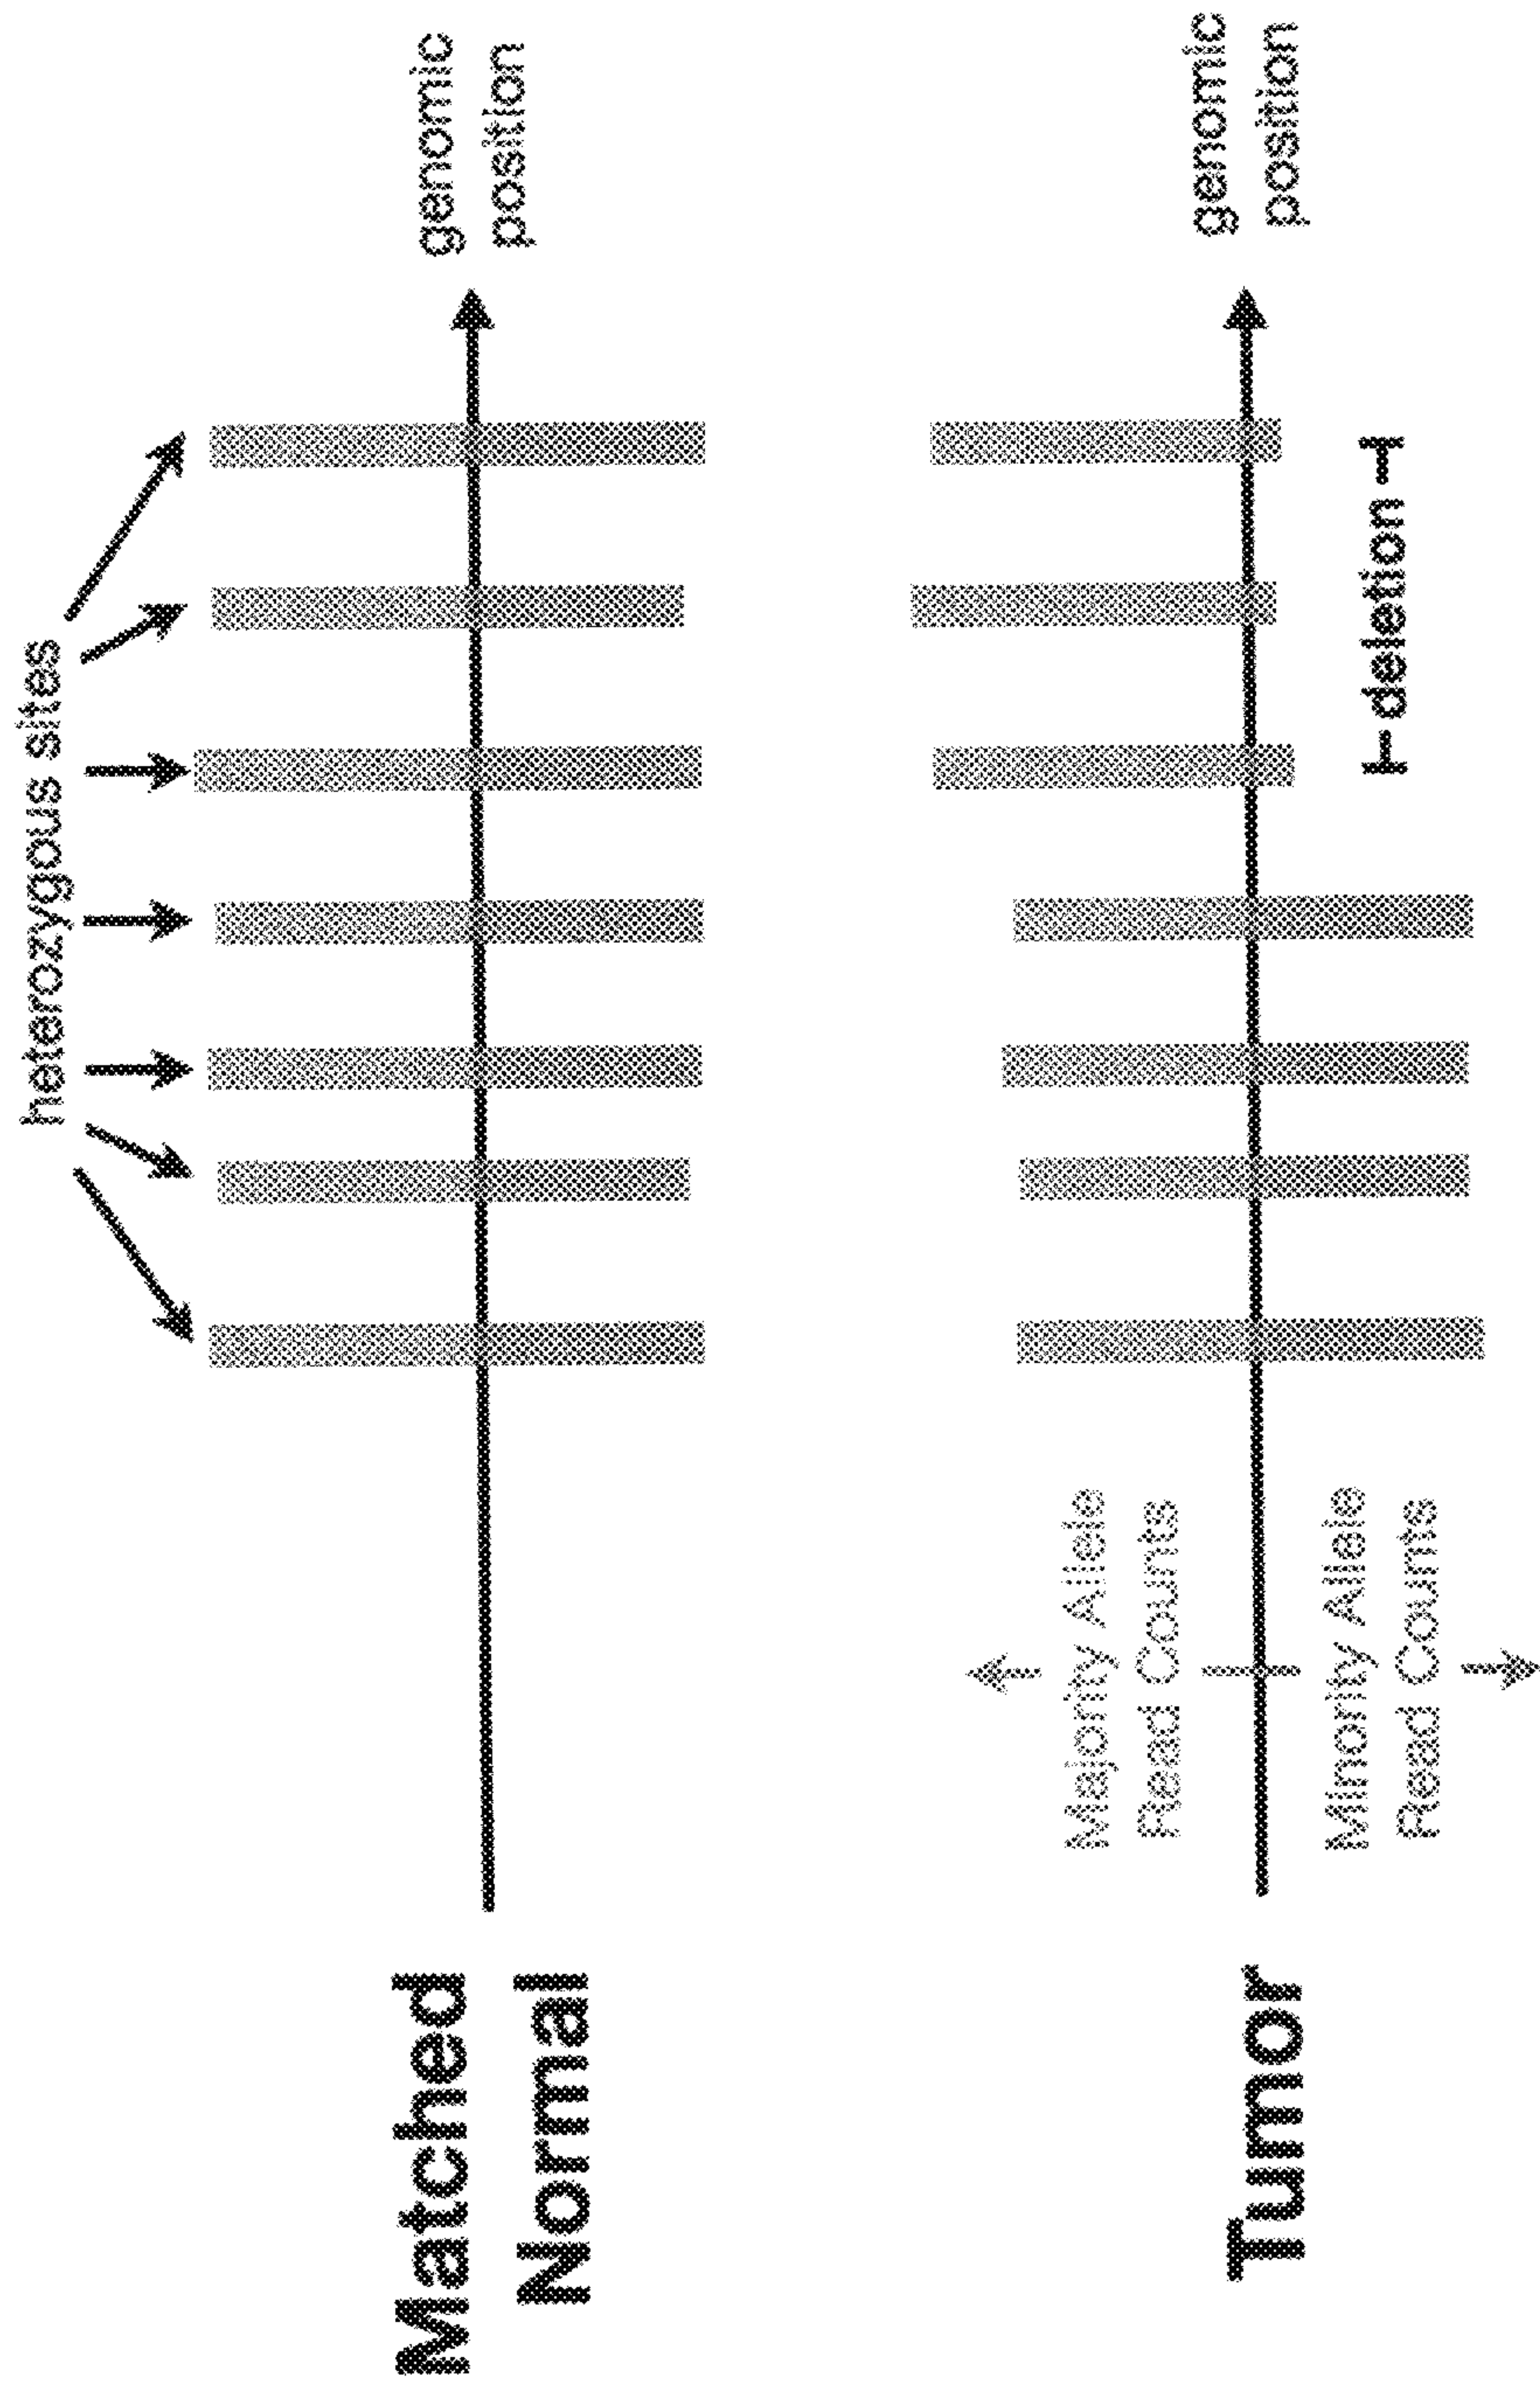 heterozygous sites
Matched
Normal
genomic
position
Majority Allele
Read Counts
Tumor
genomic
position
Minority Allele
Read Counts
deletion